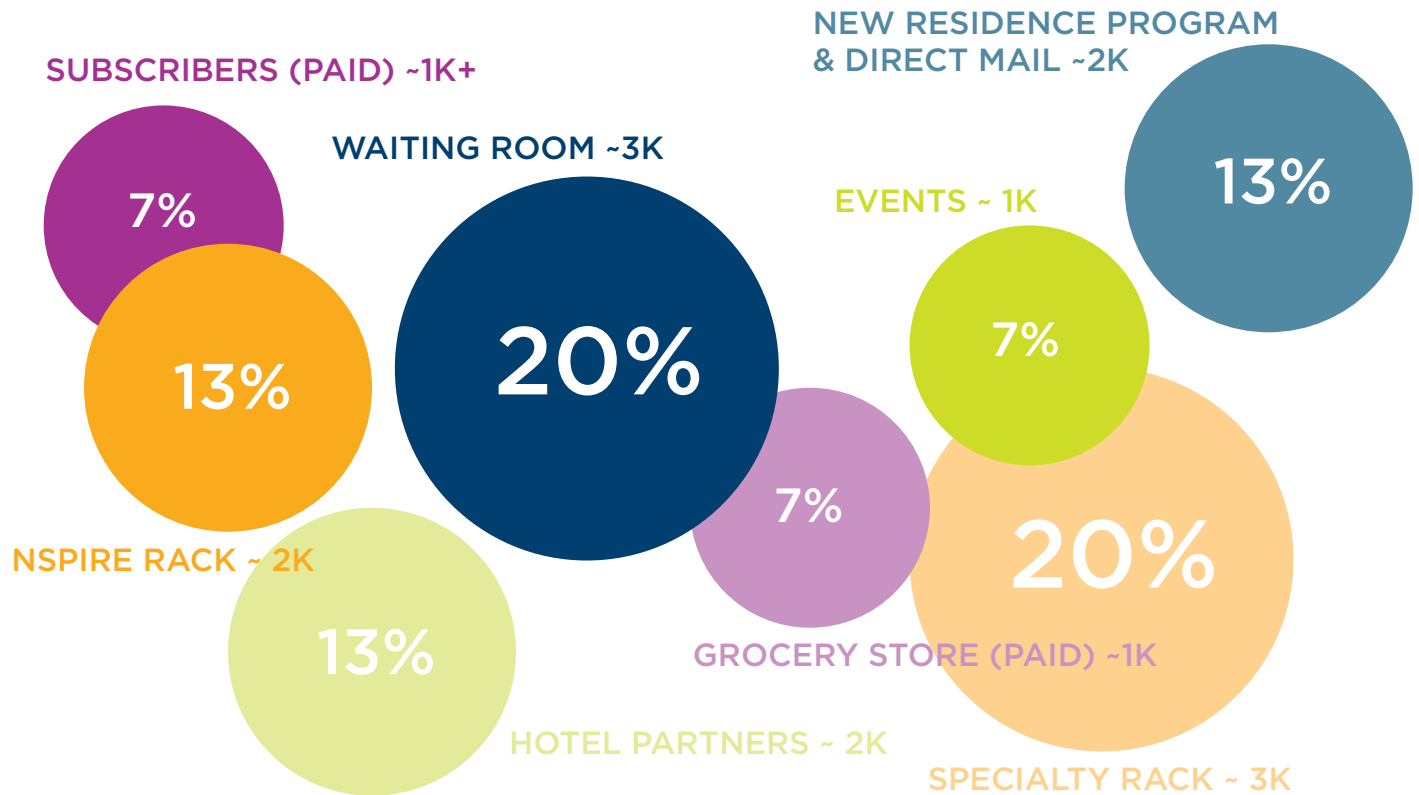 SUBSCRIBERS (PAID) ~1K+
7%
NEW RESIDENCE PROGRAM
& DIRECT MAIL ~2K
13%
WAITING ROOM ~3K
20%
EVENTS ~ 1K
7%
13%
NSPIRE RACK ~ 2K
7%
GROCERY STORE (PAID) ~1K
20%
SPECIALTY RACK ~ 3K
13%
HOTEL PARTNERS ~ 2K